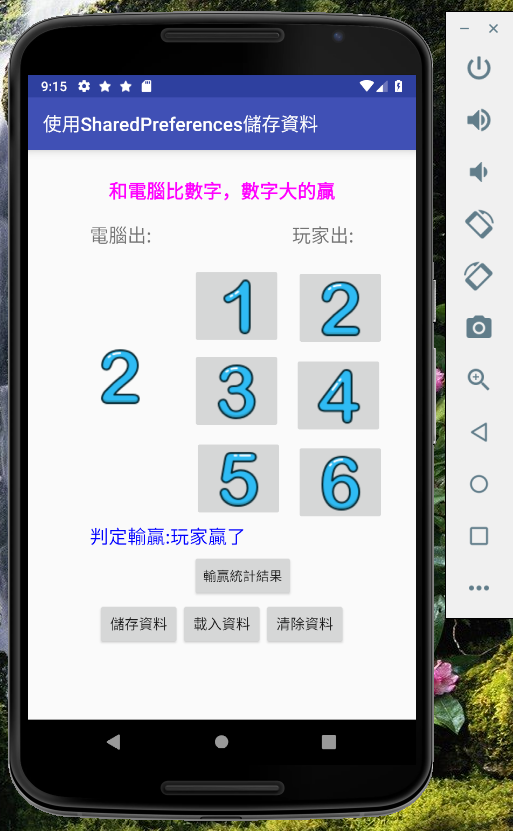 9:15
使用SharedPreferences儲存資料
和電腦比數字，數字大的贏
電腦出: 玩家出:
1 2
2
3 4
5 6
判定輸贏:玩家贏了
輸贏統計結果
儲存資料 載入資料 清除資料